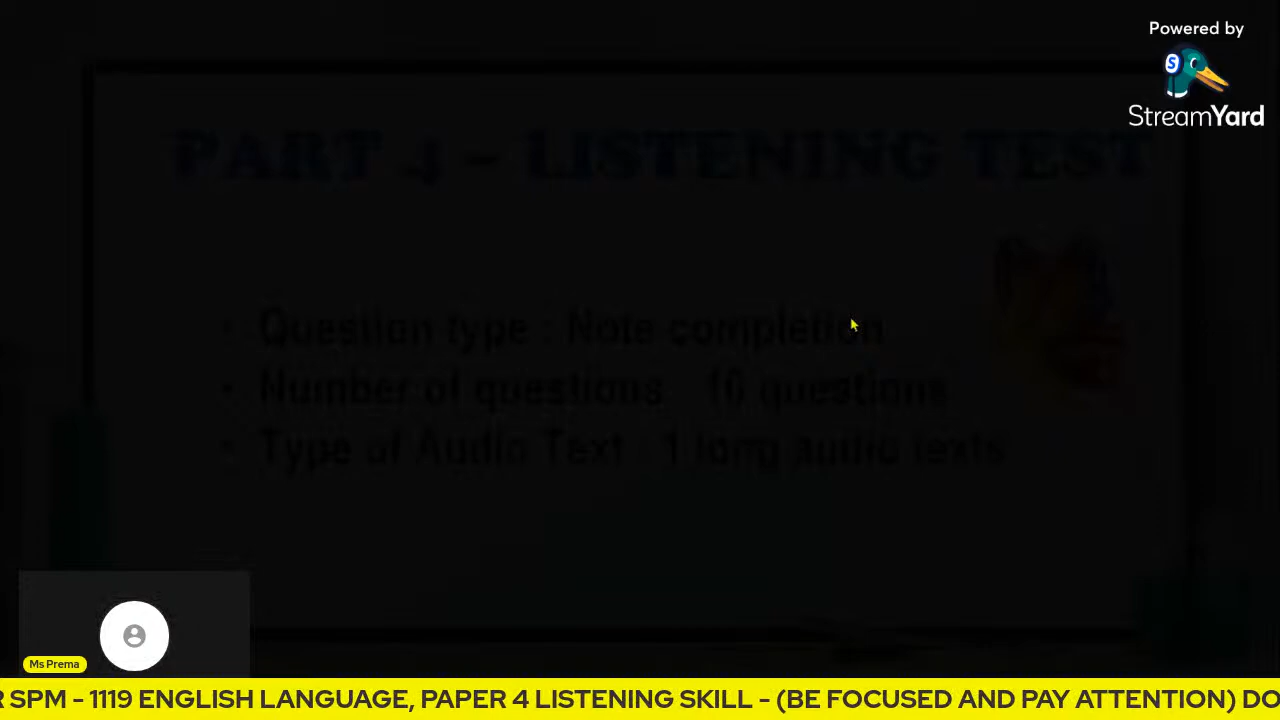 Powered by
S
StreamYard
PART 4 - LISTENING TEST
• Question type : Note completion
• Number of questions : 10 questions
• Type of Audio Text : 1 long audio texts
Ms Prema
R SPM - 1119 ENGLISH LANGUAGE, PAPER 4 LISTENING SKILL - (BE FOCUSED AND PAY ATTENTION) DO